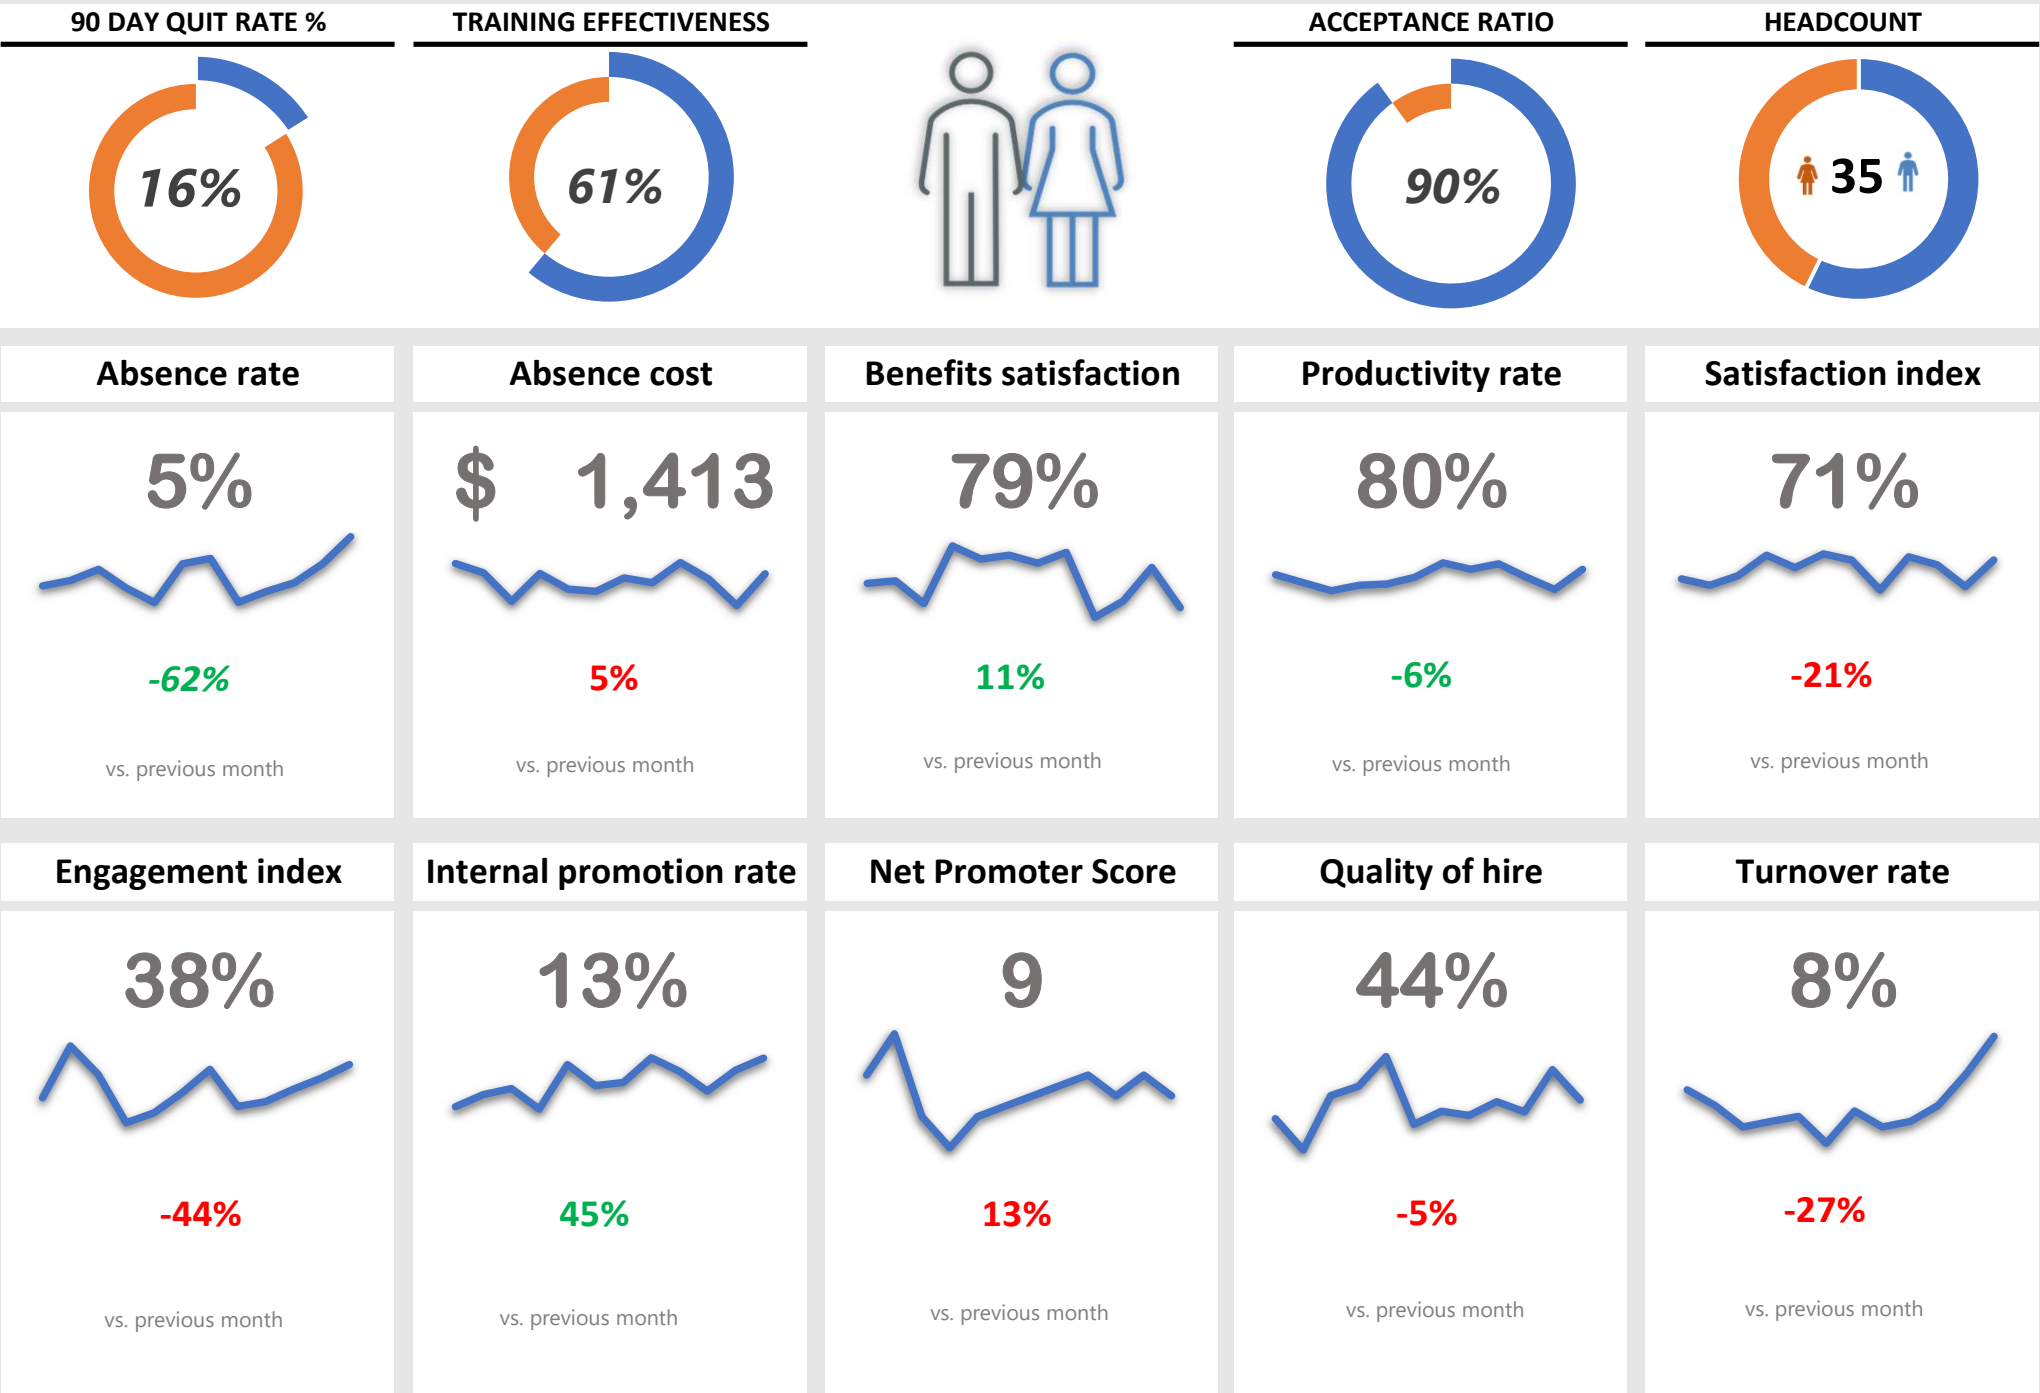 90 DAY QUIT RATE %
16%
TRAINING EFFECTIVENESS
61%
ACCEPTANCE RATIO
90%
HEADCOUNT
35
Absence rate
5%
-62%
vs. previous month
Absence cost
$ 1,413
5%
vs. previous month
Benefits satisfaction
79%
11%
vs. previous month
Productivity rate
80%
-6%
vs. previous month
Satisfaction index
71%
-21%
vs. previous month
Engagement index
38%
-44%
vs. previous month
Internal promotion rate
13%
45%
vs. previous month
Net Promoter Score
9
13%
vs. previous month
Quality of hire
44%
-5%
vs. previous month
Turnover rate
8%
-27%
vs. previous month